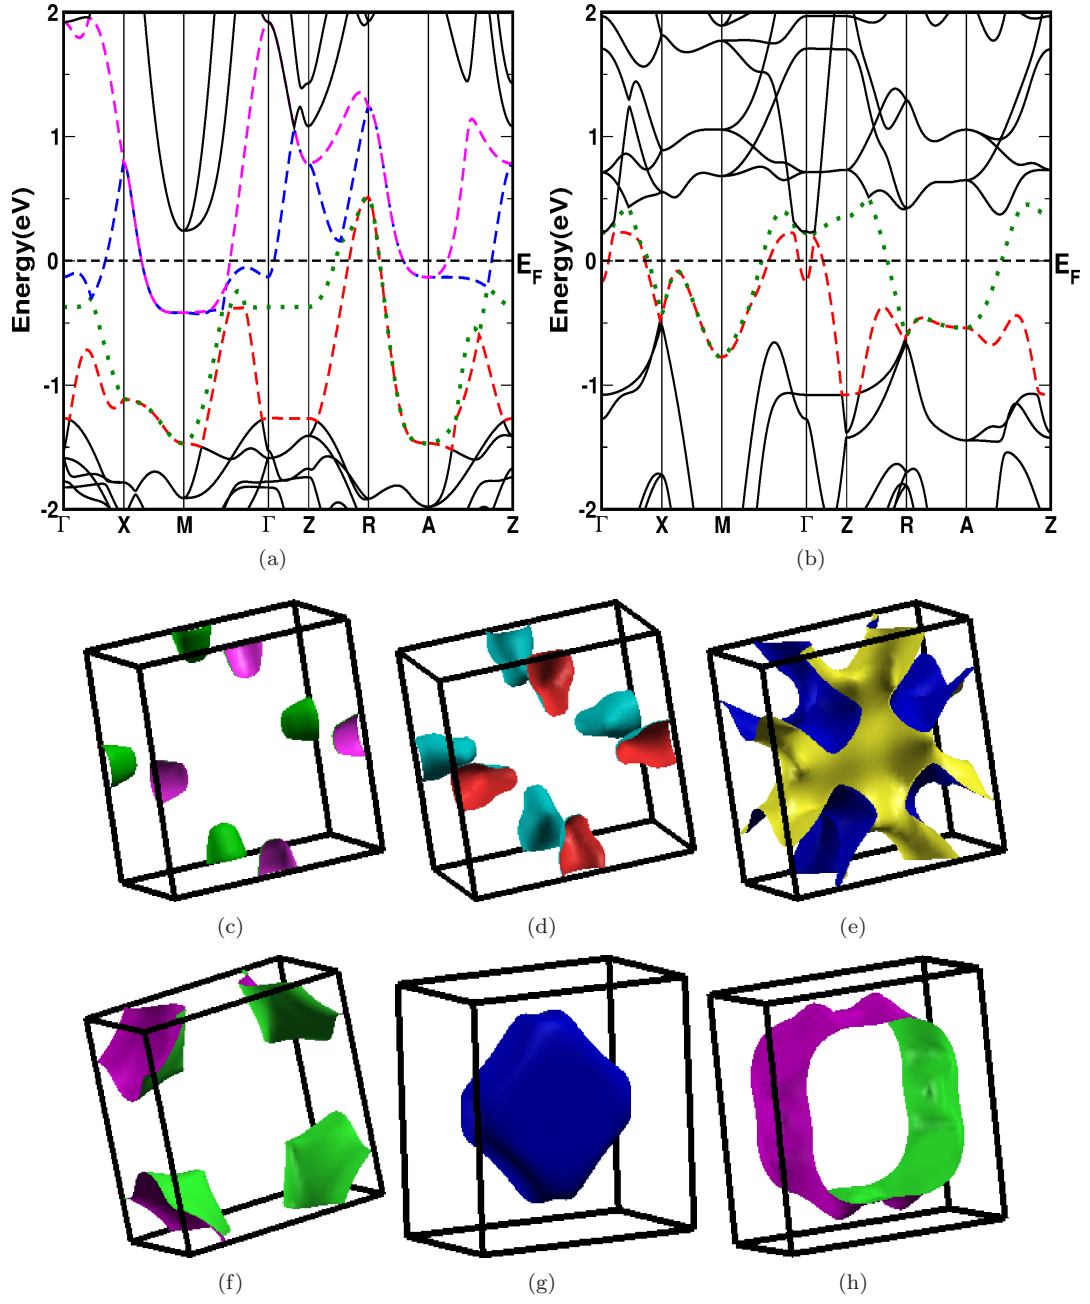 2
1
0
-1
-2
Energy(eV)
E_F
Γ X M Γ Z R A Z
(a)
2
1
0
-1
-2
Energy(eV)
E_F
Γ X M Γ Z R A Z
(b)
(c) (d) (e)
(f) (g) (h)